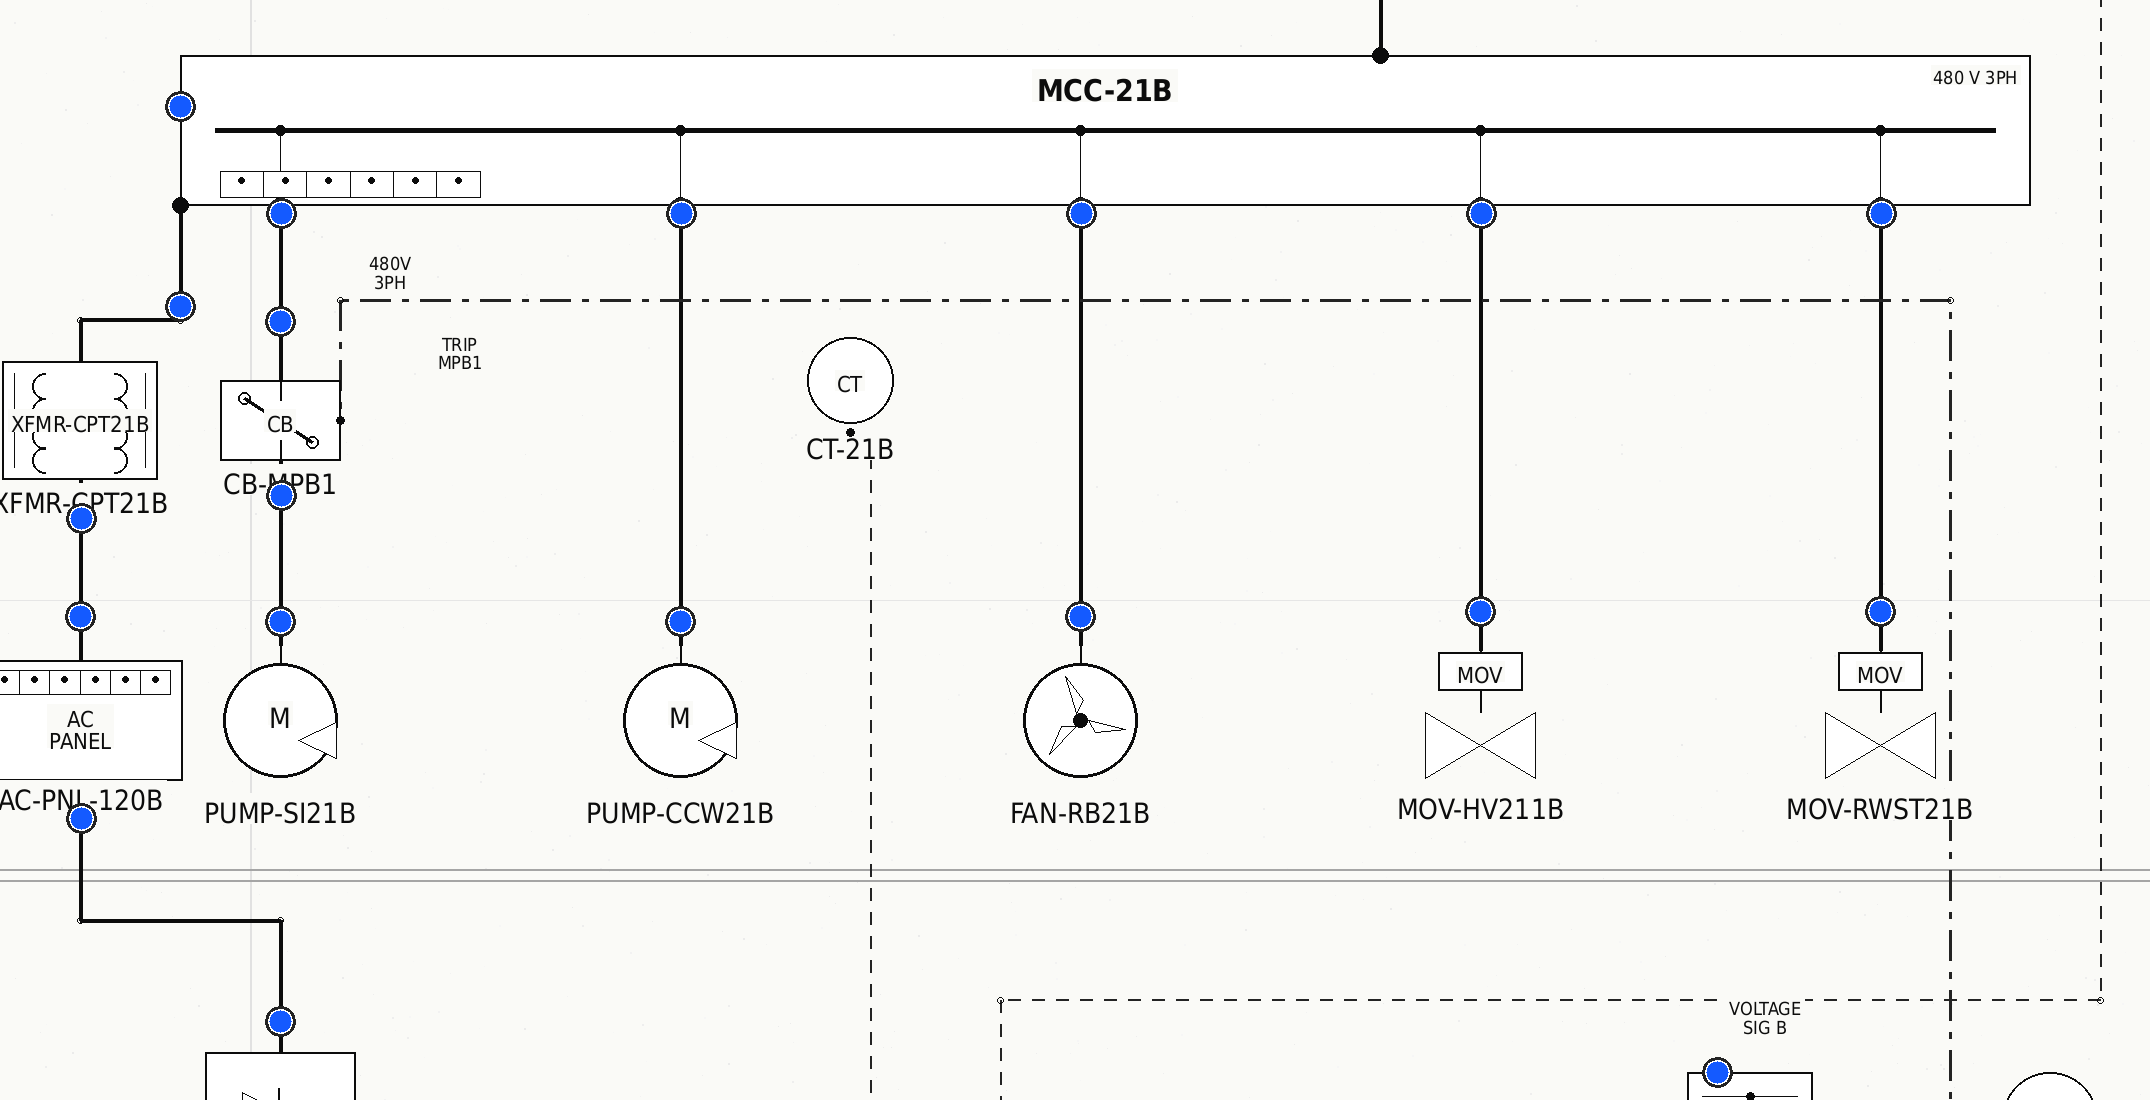 MCC-21B
480 V 3PH
480V
3PH
TRIP
MPB1
CT
CT-21B
XFMR-CPT21B
XFMR-CPT21B
CB
CB-MPB1
AC
PANEL
AC-PNL-120B
M
PUMP-SI21B
M
PUMP-CCW21B
FAN-RB21B
MOV
MOV-HV211B
MOV
MOV-RWST21B
VOLTAGE
SIG B